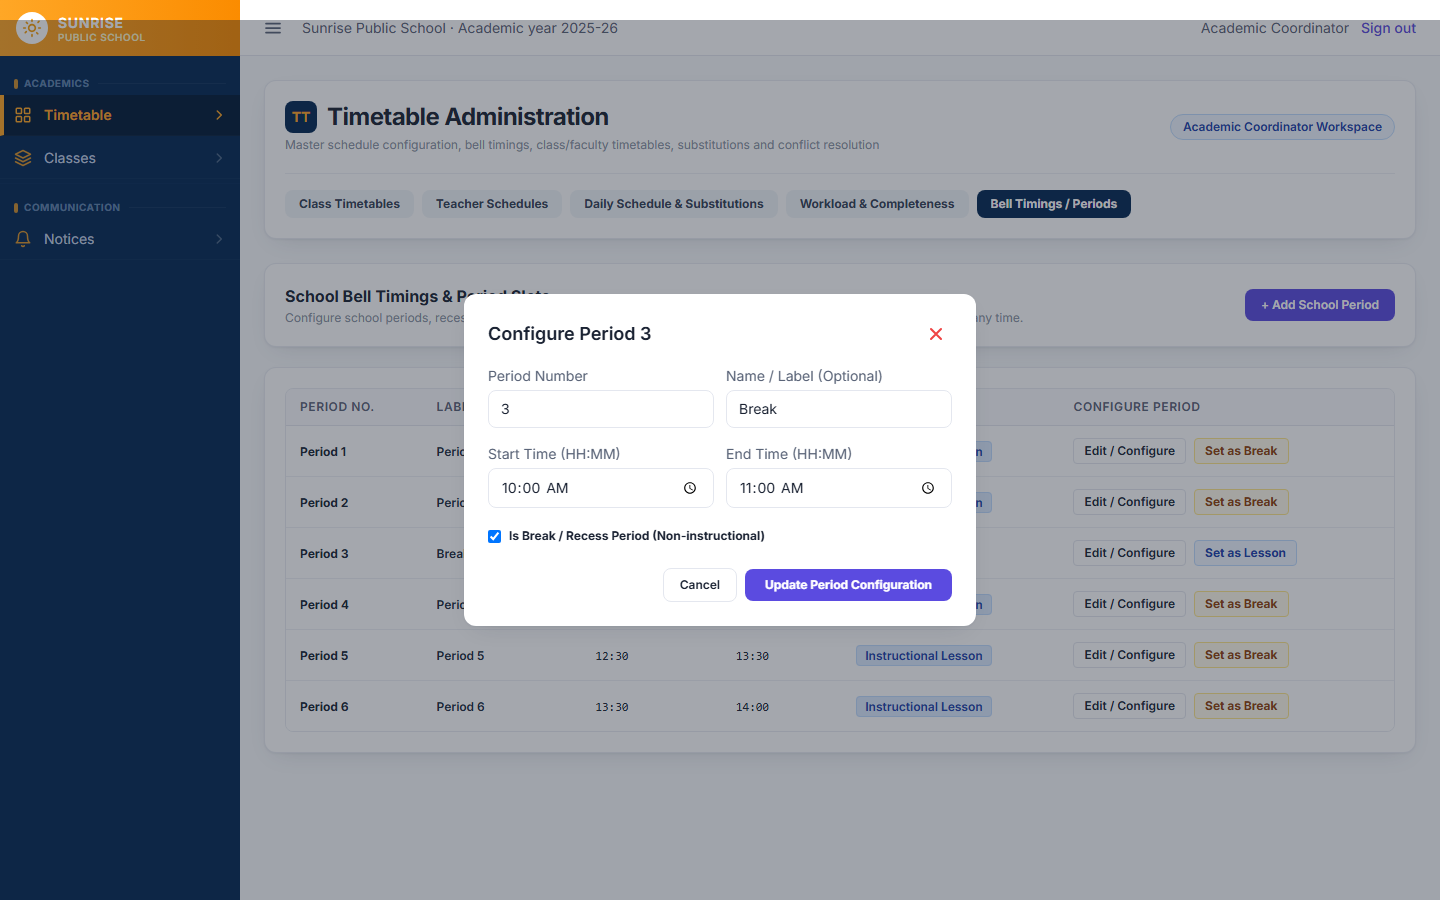 SUNRISE
PUBLIC SCHOOL
Sunrise Public School · Academic year 2025-26
Academic Coordinator
Sign out
ACADEMICS
Timetable
Classes
COMMUNICATION
Notices
TT
Timetable Administration
Master schedule configuration, bell timings, class/faculty timetables, substitutions and conflict resolution
Academic Coordinator Workspace
Class Timetables
Teacher Schedules
Daily Schedule & Substitutions
Workload & Completeness
Bell Timings / Periods
School Bell Timings & Period Slots
Configure school periods,
any time.
+ Add School Period
Configure Period 3
Period Number
Name / Label (Optional)
3
Break
Start Time (HH:MM)
End Time (HH:MM)
10:00 AM
11:00 AM
Is Break / Recess Period (Non-instructional)
Cancel
Update Period Configuration
PERIOD NO.
CONFIGURE PERIOD
Period 1
Edit / Configure
Set as Break
Period 2
Edit / Configure
Set as Break
Period 3
Edit / Configure
Set as Lesson
Period 4
Edit / Configure
Set as Break
Period 5
Period 5
12:30
13:30
Instructional Lesson
Edit / Configure
Set as Break
Period 6
Period 6
13:30
14:00
Instructional Lesson
Edit / Configure
Set as Break